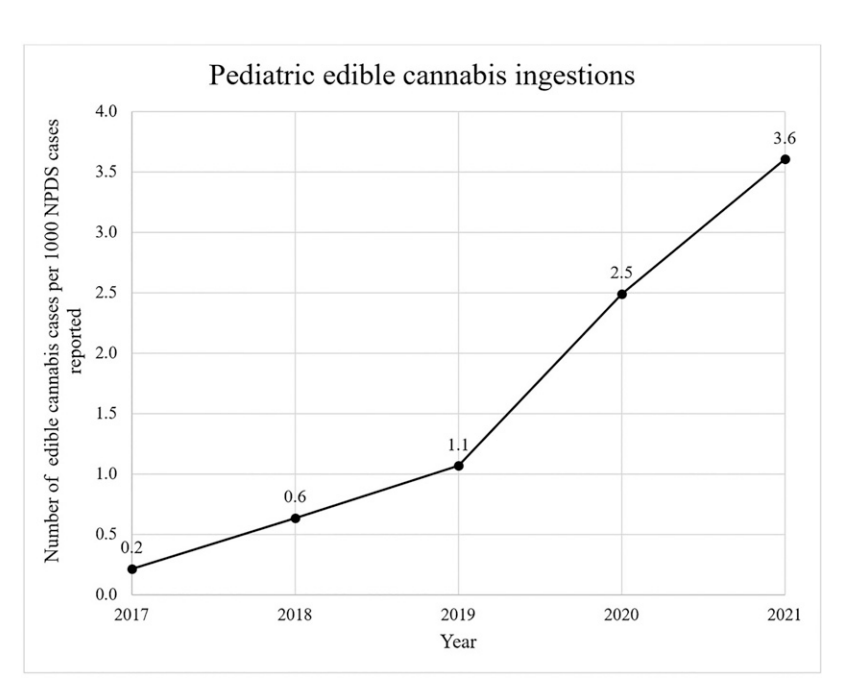 Pediatric edible cannabis ingestions
Number of edible cannabis cases per 1000 NPDS cases
reported
4.0
3.5
3.0
2.5
2.0
1.5
1.0
0.5
0.0
0.2
0.6
1.1
2.5
3.6
2017 2018 2019 2020 2021
Year